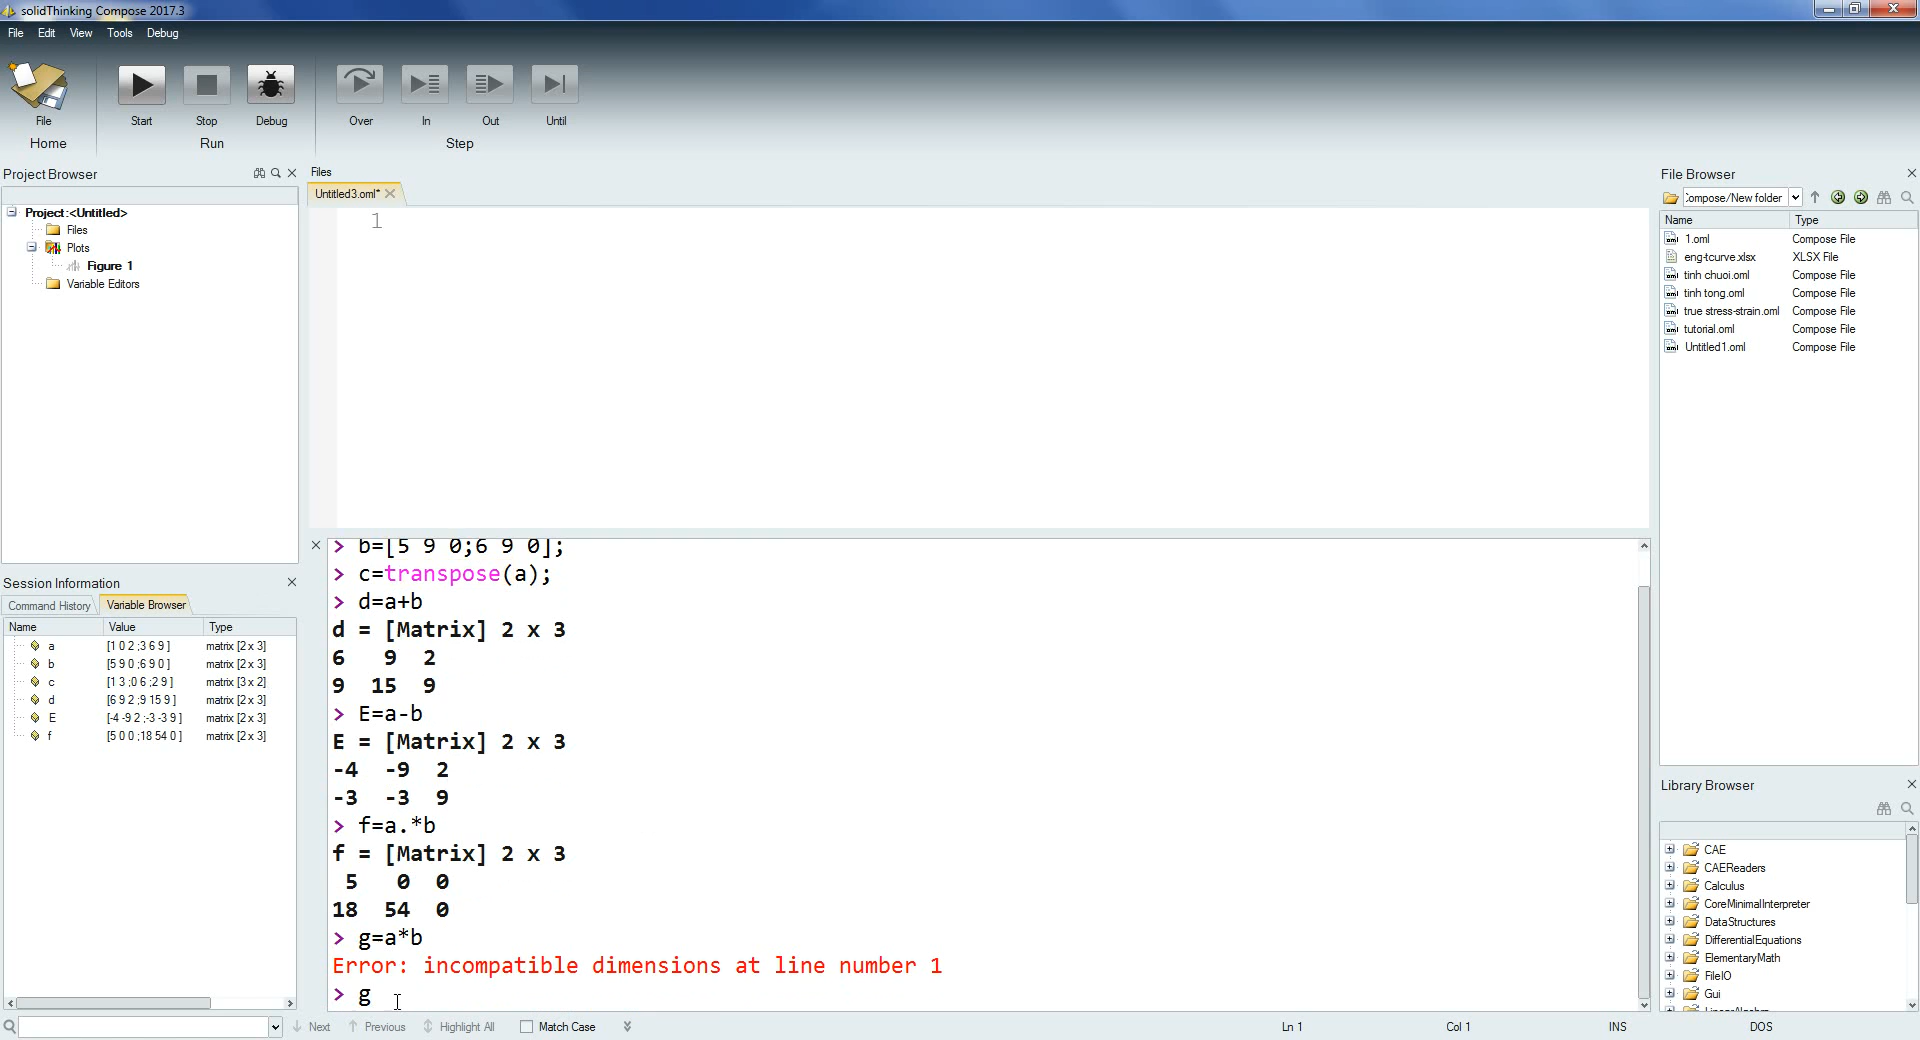 solidThinking Compose 2017.3
File Edit View Tools Debug
File Start Stop Debug Over In Out Until
Home Run Step
Project Browser
Project:<Untitled>
Files
Plots
Figure 1
Variable Editors
Session Information
Command History Variable Browser
Name Value Type
a [1 0 2 ;3 6 9 ] matrix [2 x 3]
b [5 9 0 ;6 9 0 ] matrix [2 x 3]
c [1 3 ;0 6 ;2 9 ] matrix [3 x 2]
d [6 9 2 ;9 15 9 ] matrix [2 x 3]
E [-4 -9 2 ;-3 -3 9 ] matrix [2 x 3]
f [5 0 0 ;18 54 0 ] matrix [2 x 3]
Files
Untitled3.oml*
1
> b=[5 9 0;6 9 0];
> c=transpose(a);
> d=a+b
d = [Matrix] 2 x 3
6 9 2
9 15 9
> E=a-b
E = [Matrix] 2 x 3
-4 -9 2
-3 -3 9
> f=a.*b
f = [Matrix] 2 x 3
5 0 0
18 54 0
> g=a*b
Error: incompatible dimensions at line number 1
> g
Next Previous Highlight All Match Case
Ln 1 Col 1 INS DOS
File Browser
Compose/New folder
Name Type
1.oml Compose File
eng-tcurve.xlsx XLSX File
tinh chuoi.oml Compose File
tinh tong.oml Compose File
true stress-strain.oml Compose File
tutorial.oml Compose File
Untitled1.oml Compose File
Library Browser
CAE
CAEReaders
Calculus
CoreMinimalInterpreter
DataStructures
DifferentialEquations
ElementaryMath
FileIO
Gui
LinearAlgebra